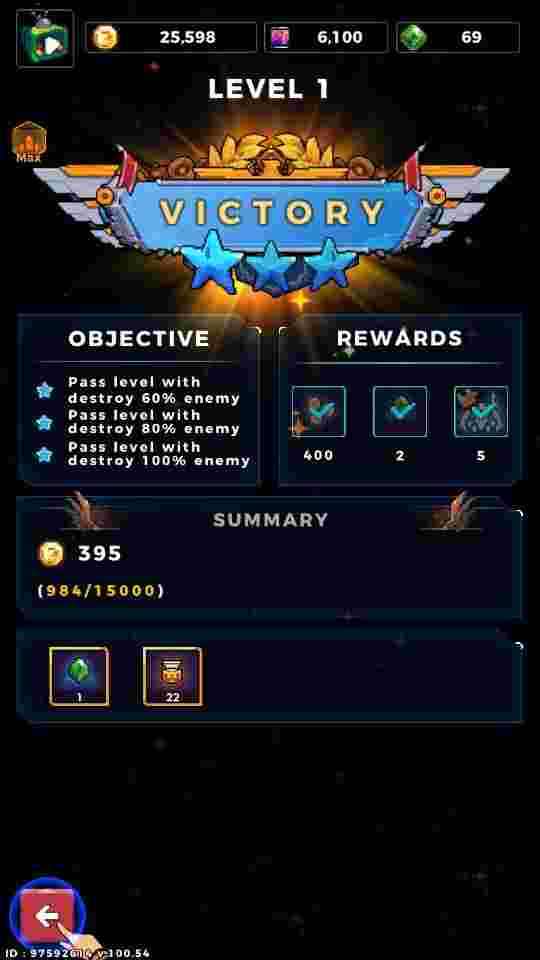 25,598 6,100 69
LEVEL 1
Max
VICTORY
OBJECTIVE
Pass level with
destroy 60% enemy
Pass level with
destroy 80% enemy
Pass level with
destroy 100% enemy
REWARDS
400 2 5
SUMMARY
395
(984/15000)
1 22